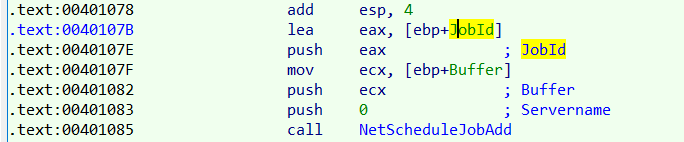 .text:00401078 add esp, 4
.text:0040107B lea eax, [ebp+JobId]
.text:0040107E push eax ; JobId
.text:0040107F mov ecx, [ebp+Buffer]
.text:00401082 push ecx ; Buffer
.text:00401083 push 0 ; Servername
.text:00401085 call NetScheduleJobAdd